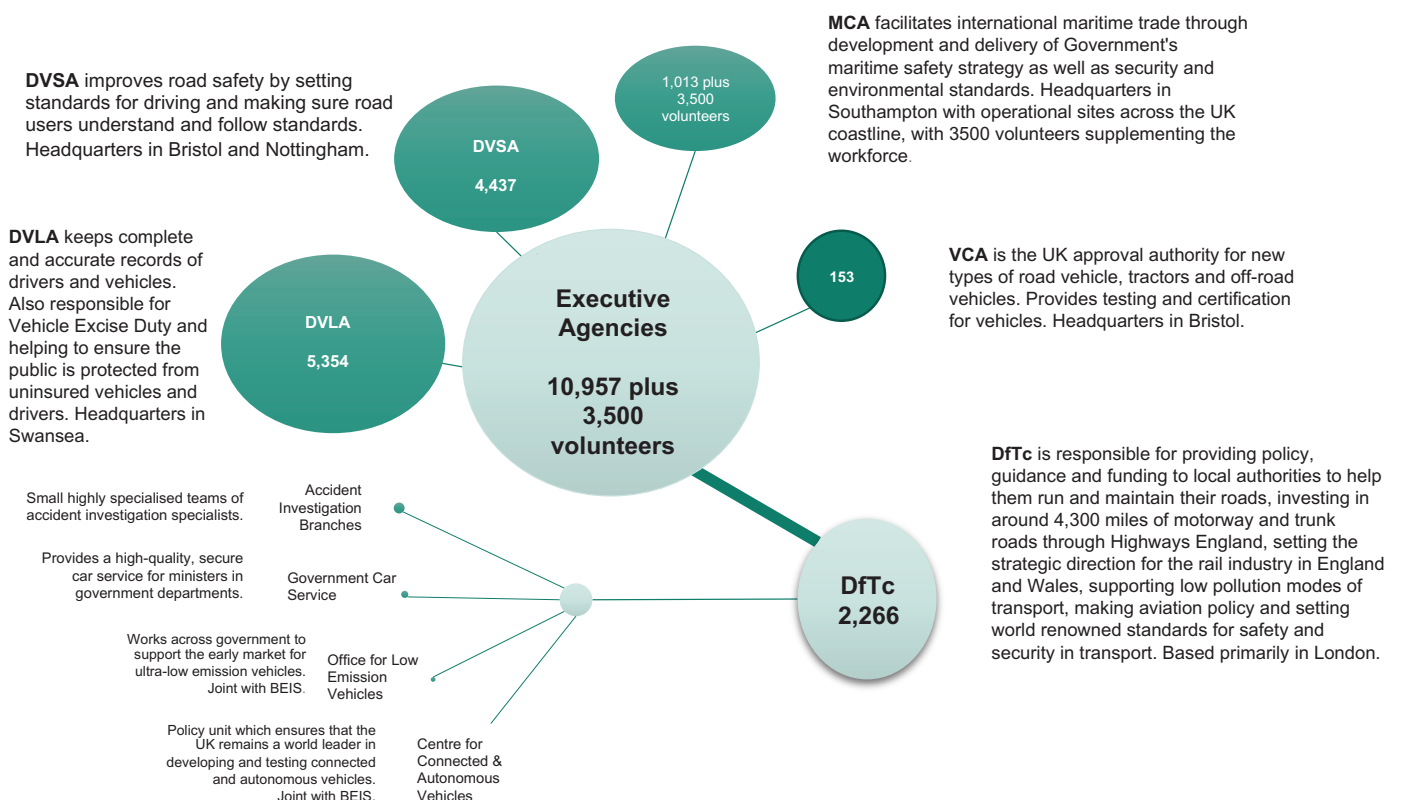 DVSA improves road safety by setting
standards for driving and making sure road
users understand and follow standards.
Headquarters in Bristol and Nottingham.
DVSA
4,437
1,013 plus
3,500
volunteers
MCA facilitates international maritime trade through
development and delivery of Government's
maritime safety strategy as well as security and
environmental standards. Headquarters in
Southampton with operational sites across the UK
coastline, with 3500 volunteers supplementing the
workforce.
DVLA keeps complete
and accurate records of
drivers and vehicles.
Also responsible for
Vehicle Excise Duty and
helping to ensure the
public is protected from
uninsured vehicles and
drivers. Headquarters in
Swansea.
DVLA
5,354
Executive
Agencies
10,957 plus
3,500
volunteers
153
VCA is the UK approval authority for new
types of road vehicle, tractors and off-road
vehicles. Provides testing and certification
for vehicles. Headquarters in Bristol.
DfTc
2,266
DfTc is responsible for providing policy,
guidance and funding to local authorities to help
them run and maintain their roads, investing in
around 4,300 miles of motorway and trunk
roads through Highways England, setting the
strategic direction for the rail industry in England
and Wales, supporting low pollution modes of
transport, making aviation policy and setting
world renowned standards for safety and
security in transport. Based primarily in London.
Small highly specialised teams of
accident investigation specialists.
Accident
Investigation
Branches
Provides a high-quality, secure
car service for ministers in
government departments.
Government Car
Service
Works across government to
support the early market for
ultra-low emission vehicles.
Joint with BEIS.
Office for Low
Emission
Vehicles
Policy unit which ensures that the
UK remains a world leader in
developing and testing connected
and autonomous vehicles.
Joint with BEIS.
Centre for
Connected &
Autonomous
Vehicles